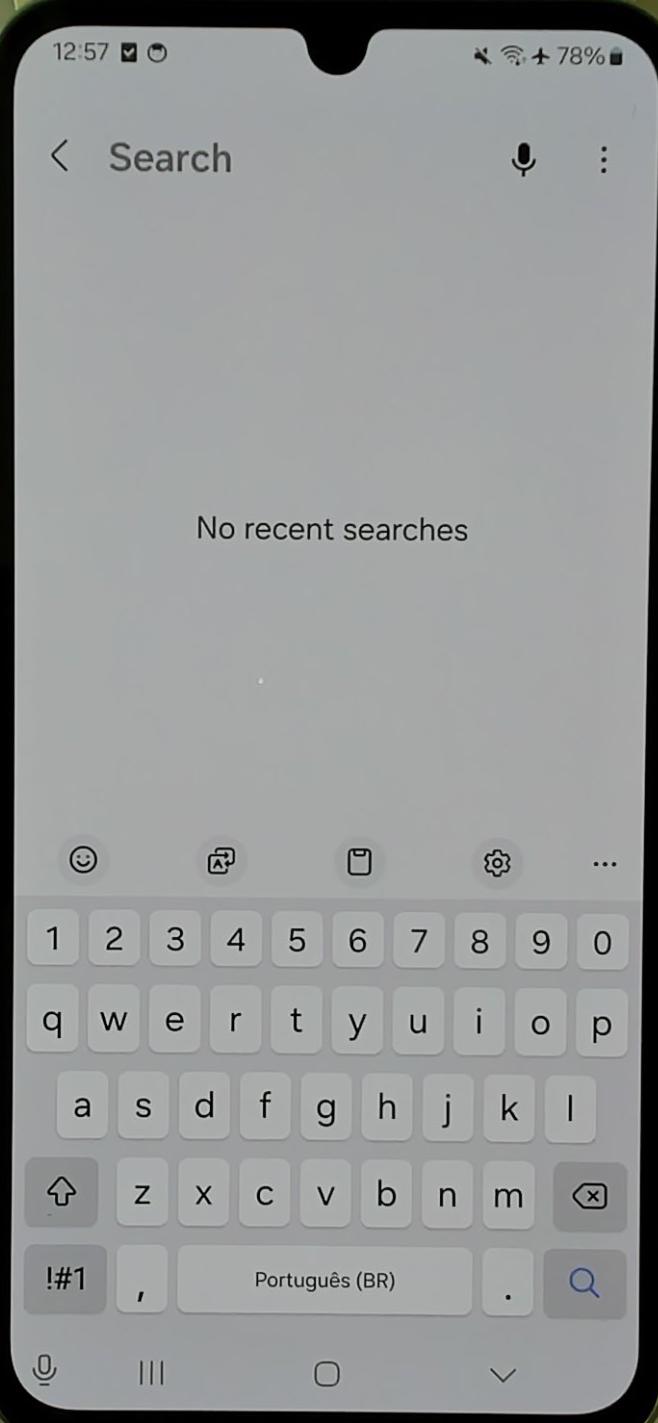 12:57 78%
Search
No recent searches
1 2 3 4 5 6 7 8 9 0
q w e r t y u i o p
a s d f g h j k l
z x c v b n m
!#1 , Português (BR) .